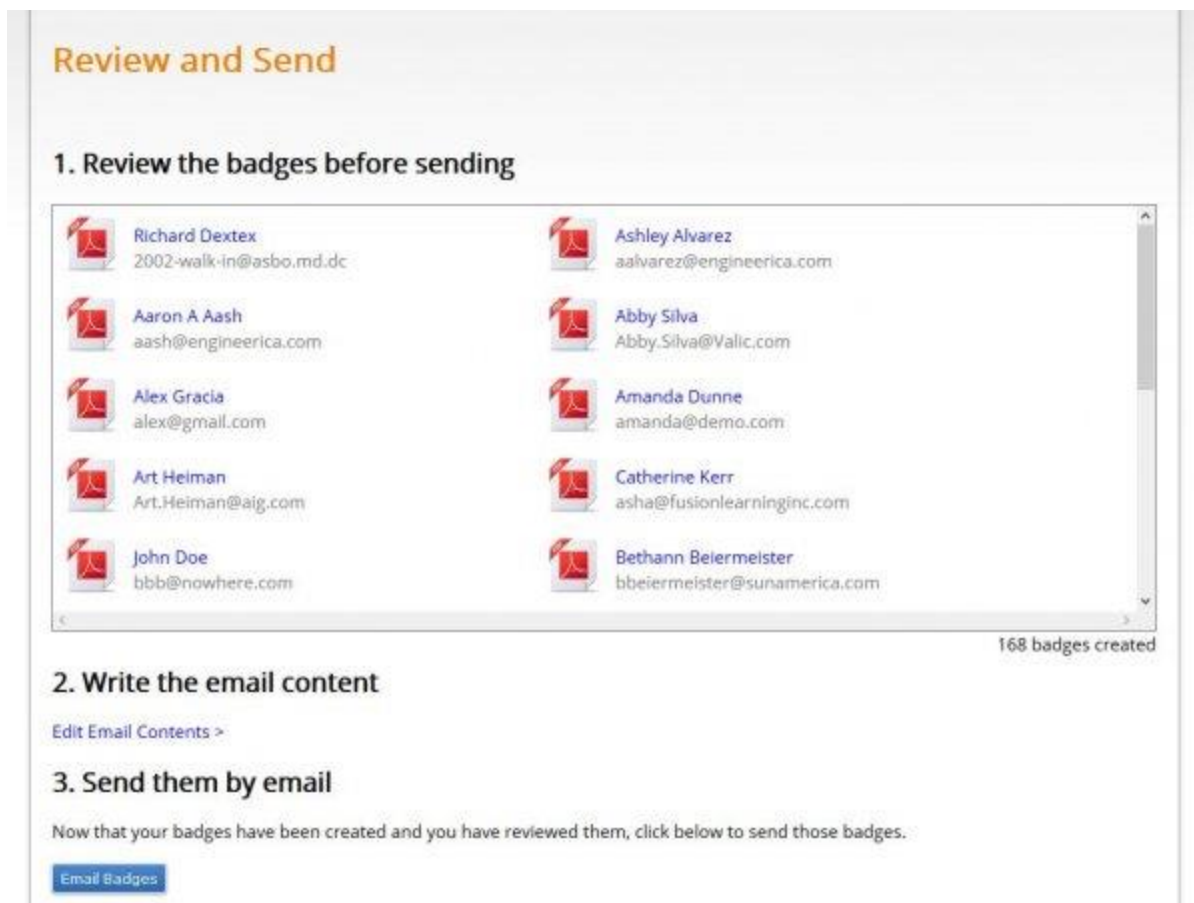 Review and Send
1. Review the badges before sending
Richard Dextex
2002-walk-in@asbo.md.dc
Ashley Alvarez
aalvarez@engineerica.com
Aaron A Aash
aash@engineerica.com
Abby Silva
Abby.Silva@Valic.com
Alex Gracia
alex@gmail.com
Amanda Dunne
amanda@demo.com
Art Heiman
Art.Heiman@aig.com
Catherine Kerr
asha@fusionlearninginc.com
John Doe
bbb@nowhere.com
Bethann Beiermeister
bbeiermeister@sunamerica.com
168 badges created
2. Write the email content
Edit Email Contents >
3. Send them by email
Now that your badges have been created and you have reviewed them, click below to send those badges.
Email Badges